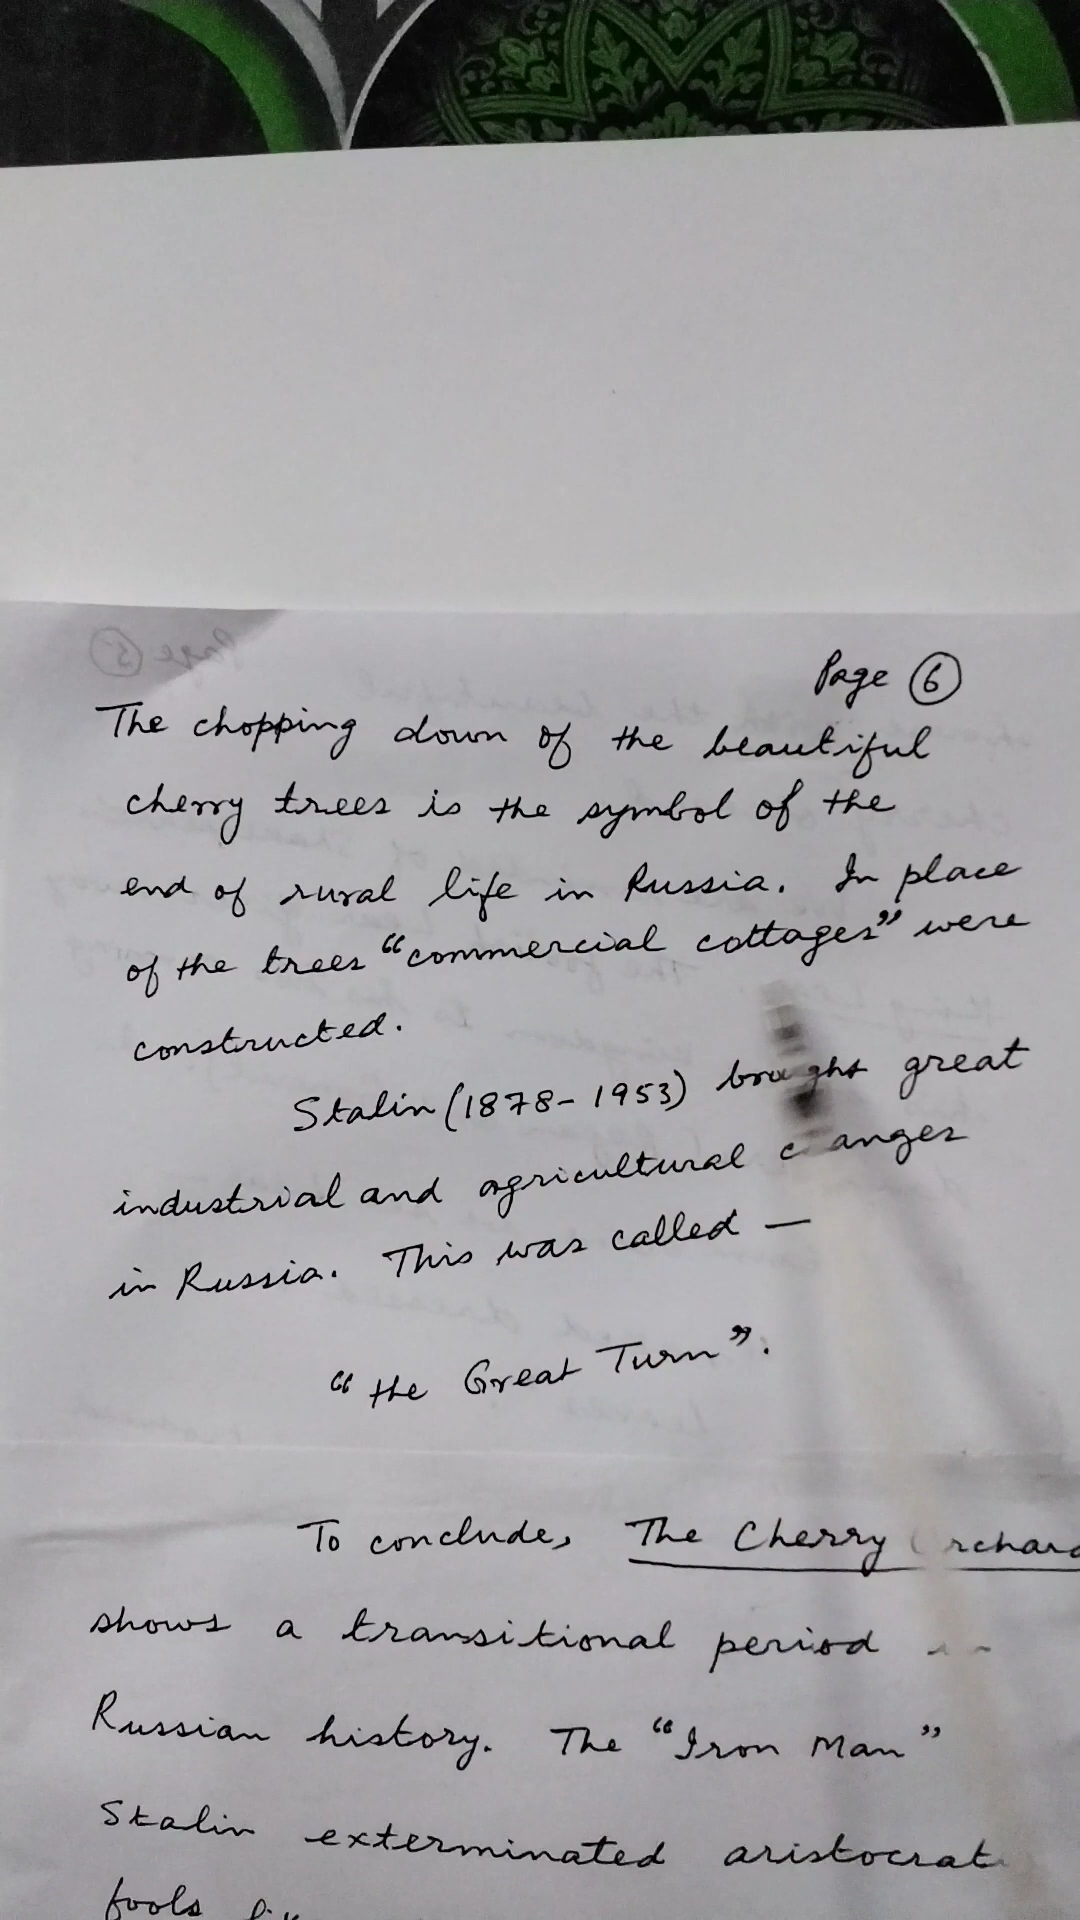 Page 6
The chopping down of the beautiful
cherry trees is the symbol of the
end of rural life in Russia. In place
of the trees "commercial cottages" were
constructed.
Stalin (1878-1953) brought great
industrial and agricultural changes
in Russia. This was called —
"the Great Turn".
To conclude, The Cherry Orchard
shows a transitional period
Russian history. The "Iron Man"
Stalin exterminated aristocrat
fools